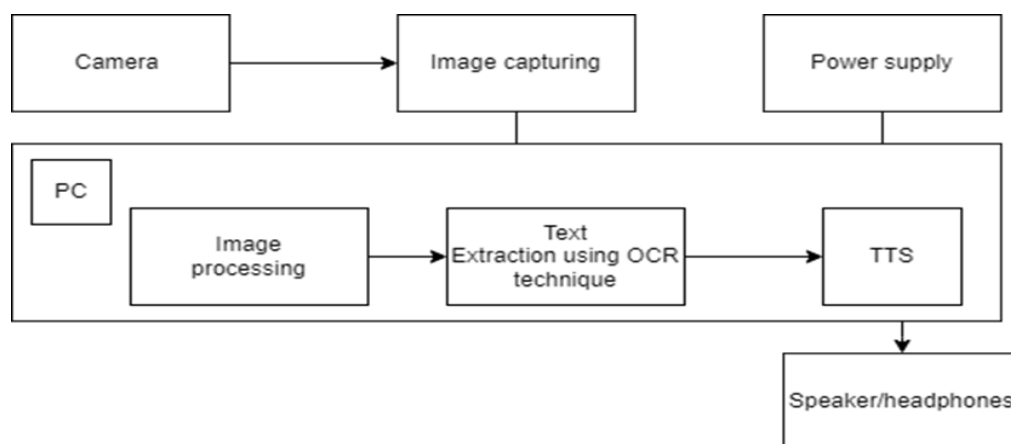 Camera
Image capturing
Power supply
PC
Image
processing
Text
Extraction using OCR
technique
TTS
Speaker/headphones